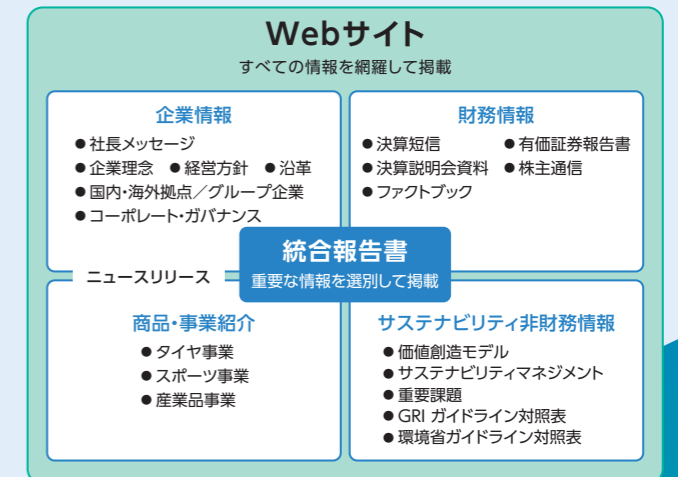 Webサイト
すべての情報を網羅して掲載
企業情報
●社長メッセージ
●企業理念 ●経営方針 ●沿革
●国内・海外拠点／グループ企業
●コーポレート・ガバナンス
財務情報
●決算短信 ●有価証券報告書
●決算説明会資料 ●株主通信
●ファクトブック
統合報告書
重要な情報を選別して掲載
ニュースリリース
商品・事業紹介
●タイヤ事業
●スポーツ事業
●産業品事業
サステナビリティ非財務情報
●価値創造モデル
●サステナビリティマネジメント
●重要課題
●GRI ガイドライン対照表
●環境省ガイドライン対照表